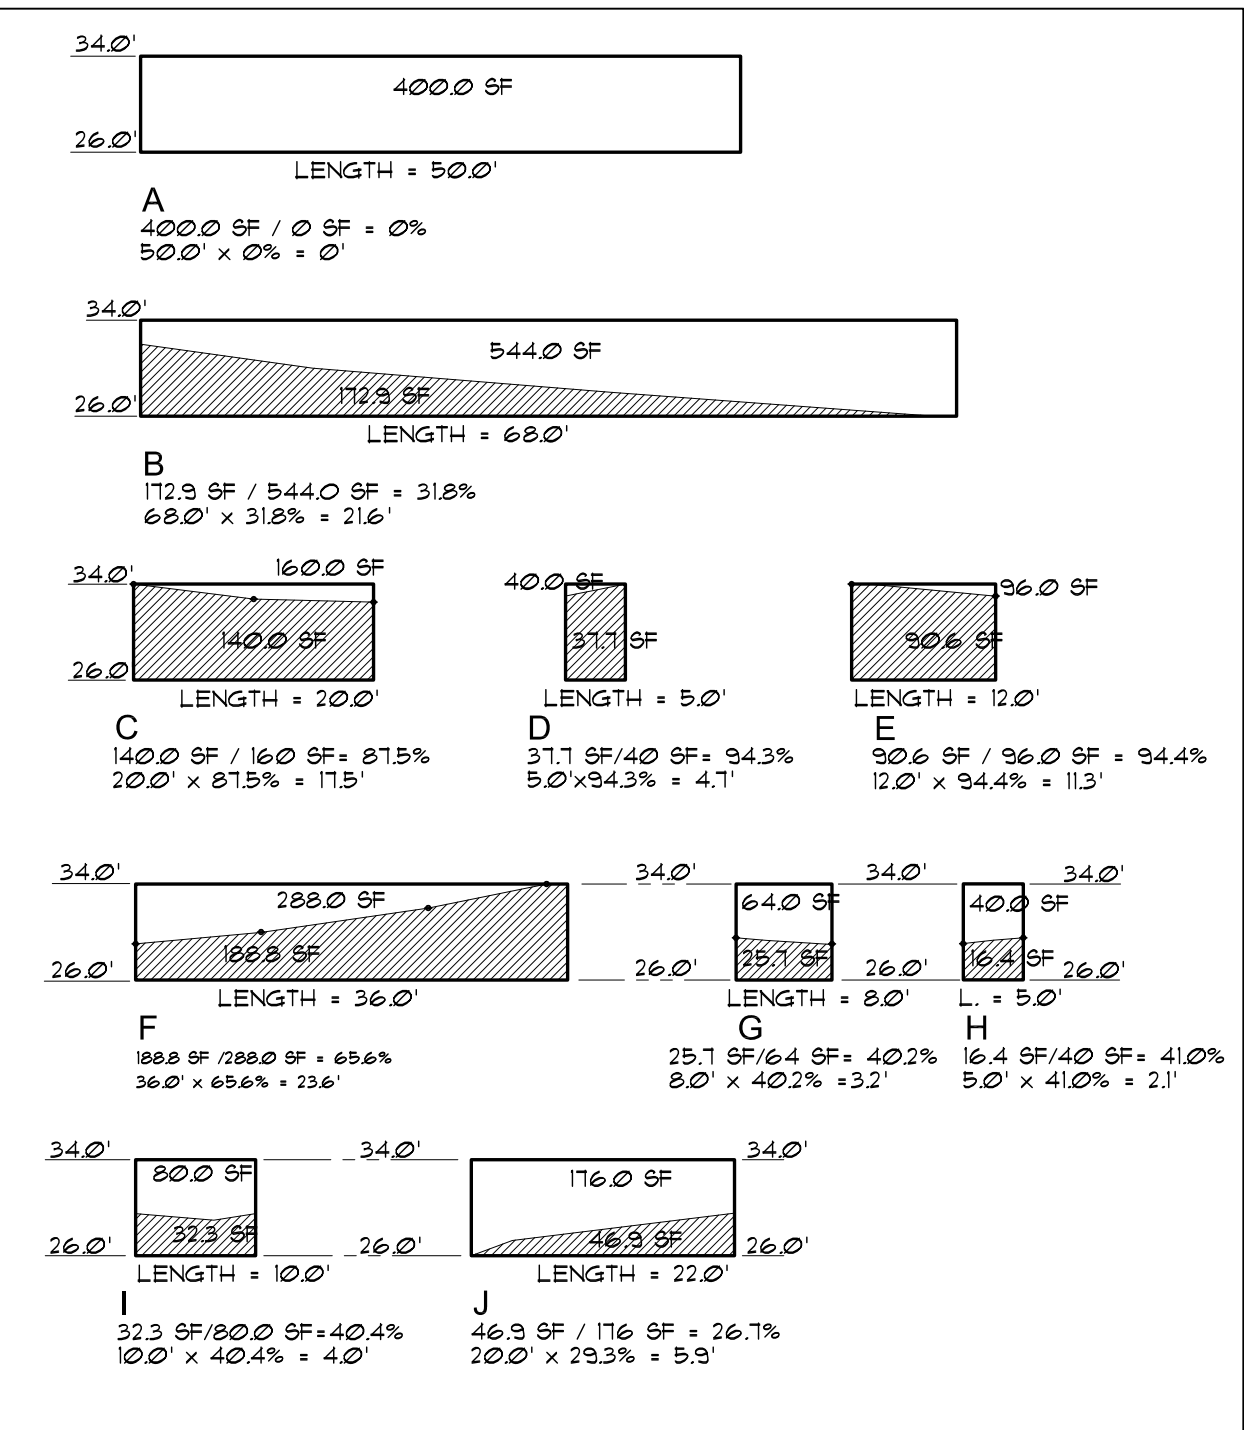 34.0'
400.0 SF
26.0'
LENGTH = 50.0'
A
400.0 SF / 0 SF = 0%
50.0' x 0% = 0'
34.0'
544.0 SF
172.9 SF
26.0'
LENGTH = 68.0'
B
172.9 SF / 544.0 SF = 31.8%
68.0' x 31.8% = 21.6'
34.0'
160.0 SF
140.0 SF
26.0
LENGTH = 20.0'
C
140.0 SF / 160 SF= 87.5%
20.0' x 87.5% = 17.5'
40.0 SF
37.7 SF
LENGTH = 5.0'
D
37.7 SF/40 SF= 94.3%
5.0'x94.3% = 4.7'
96.0 SF
90.6 SF
LENGTH = 12.0'
E
90.6 SF / 96.0 SF = 94.4%
12.0' x 94.4% = 11.3'
34.0'
288.0 SF
188.8 SF
26.0'
LENGTH = 36.0'
F
188.8 SF /288.0 SF = 65.6%
36.0' x 65.6% = 23.6'
34.0'
64.0 SF
25.7 SF
26.0'
LENGTH = 8.0'
G
25.7 SF/64 SF= 40.2%
8.0' x 40.2% =3.2'
34.0'
34.0'
40.0 SF
16.4 SF
26.0'
26.0'
L. = 5.0'
H
16.4 SF/40 SF= 41.0%
5.0' x 41.0% = 2.1'
34.0'
80.0 SF
32.3 SF
26.0'
LENGTH = 10.0'
I
32.3 SF/80.0 SF=40.4%
10.0' x 40.4% = 4.0'
34.0'
34.0'
176.0 SF
46.9 SF
26.0'
26.0'
LENGTH = 22.0'
J
46.9 SF / 176 SF = 26.7%
20.0' x 29.3% = 5.9'